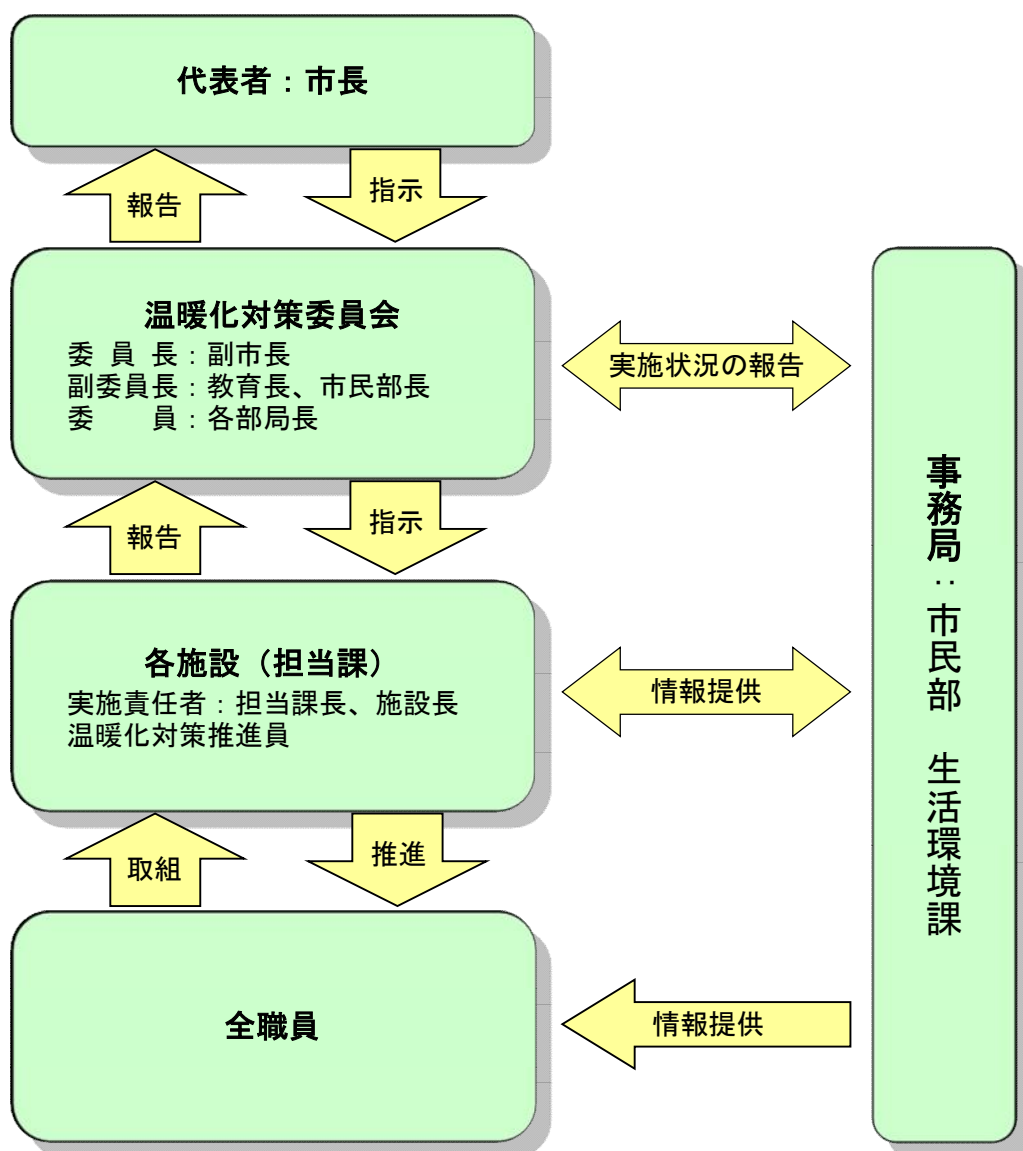 代表者：市長
報告
指示
温暖化対策委員会
委 員 長：副市長
副委員長：教育長、市民部長
委　　員：各部局長
実施状況の報告
報告
指示
各施設（担当課）
実施責任者：担当課長、施設長
温暖化対策推進員
情報提供
取組
推進
全職員
情報提供
事務局：市民部　生活環境課